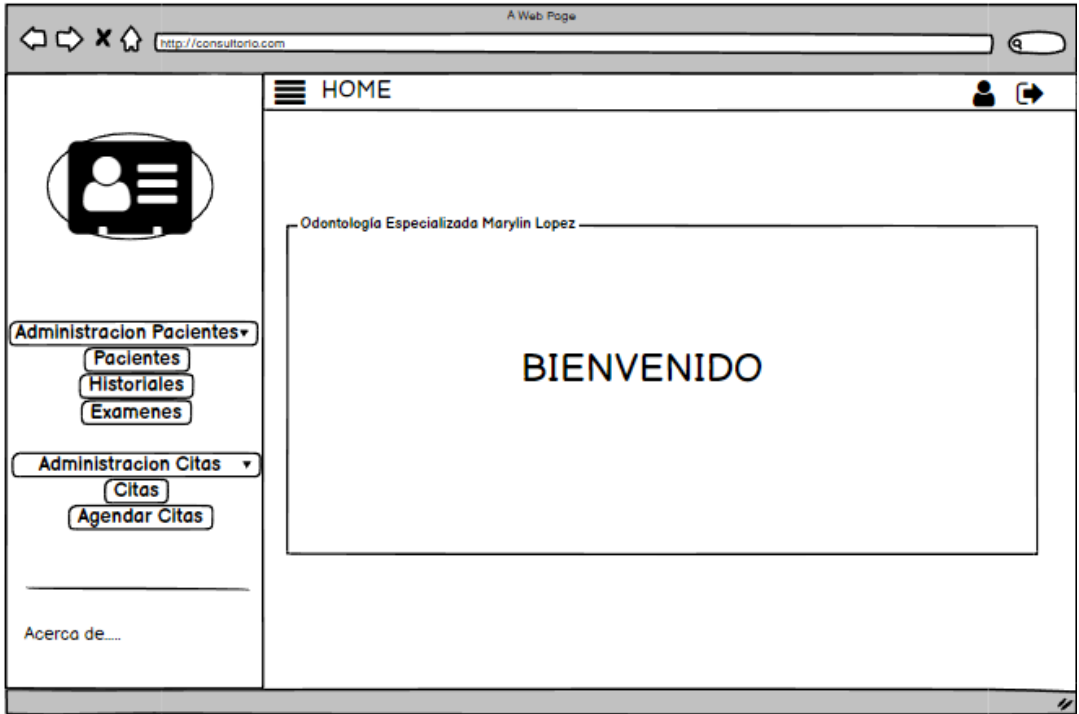 A Web Page
http://consultorio.com
HOME
Odontología Especializada Marylin Lopez
BIENVENIDO
Administracion Pacientes
Pacientes
Historiales
Examenes
Administracion Citas
Citas
Agendar Citas
Acerca de.....